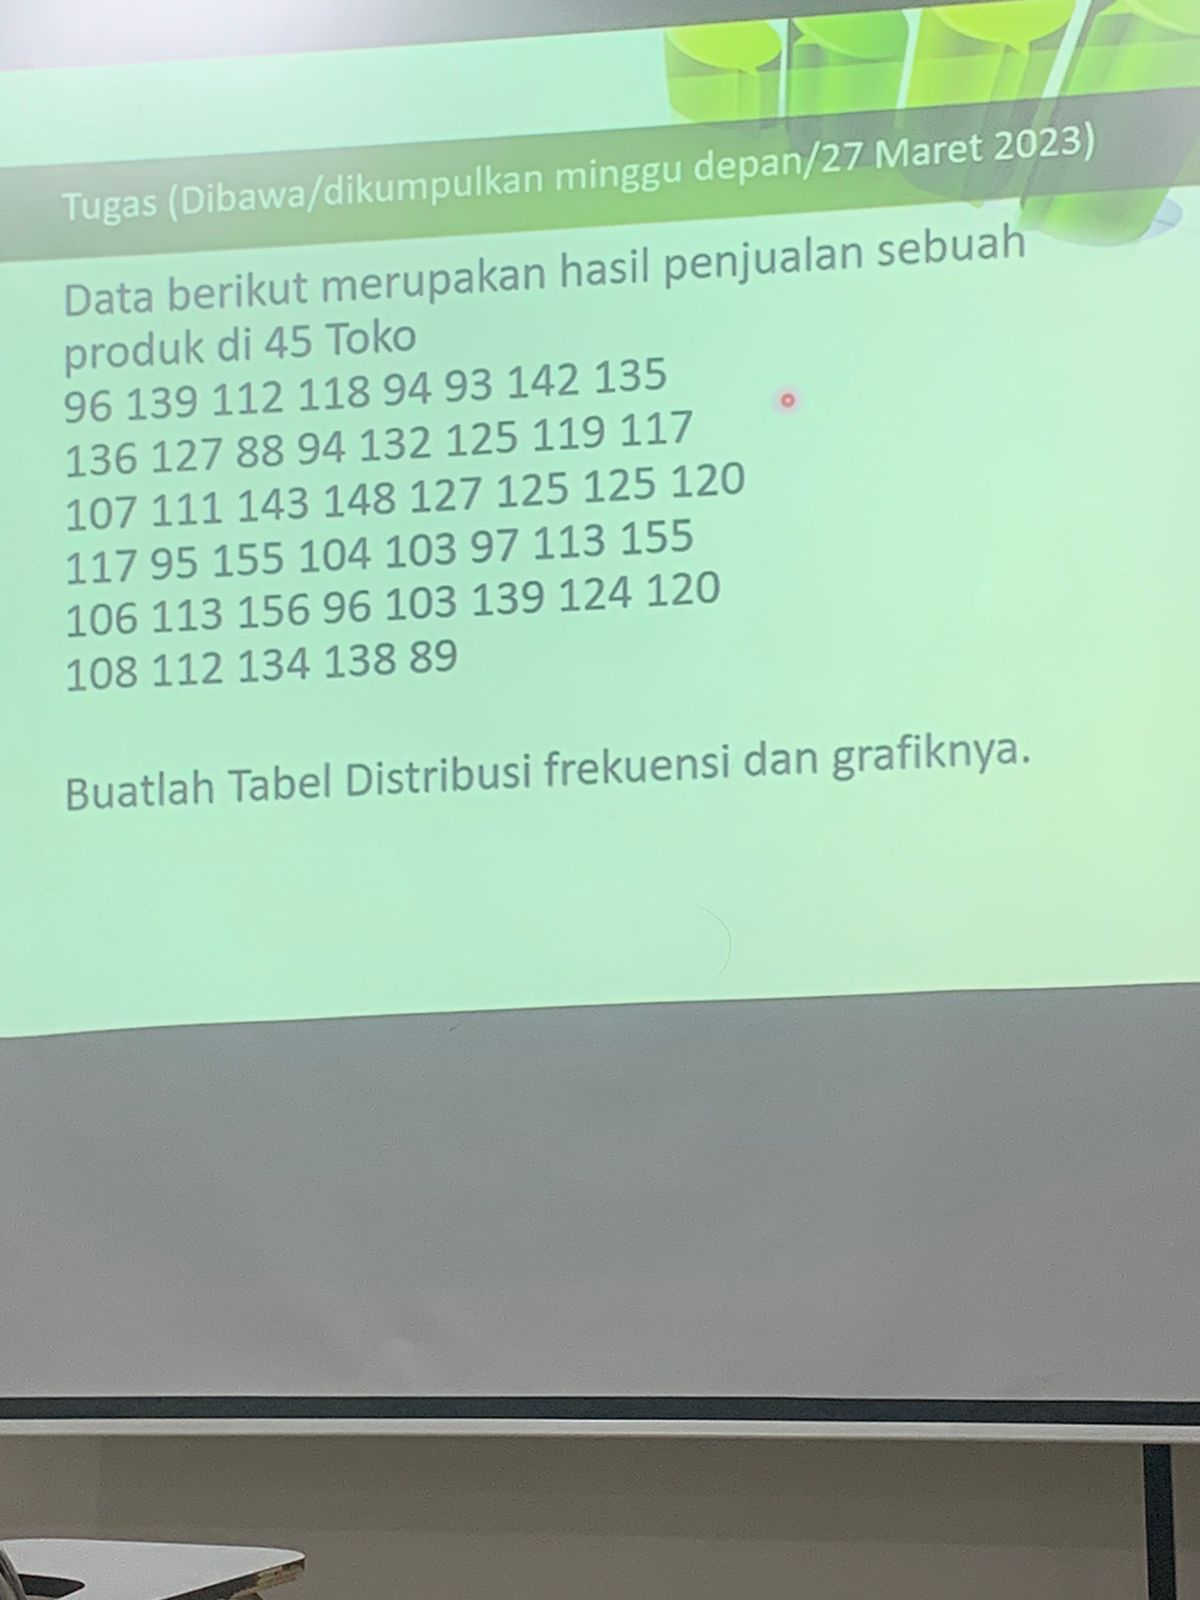 Tugas (Dibawa/dikumpulkan minggu depan/27 Maret 2023)
Data berikut merupakan hasil penjualan sebuah
produk di 45 Toko
96 139 112 118 94 93 142 135
136 127 88 94 132 125 119 117
107 111 143 148 127 125 125 120
117 95 155 104 103 97 113 155
106 113 156 96 103 139 124 120
108 112 134 138 89
Buatlah Tabel Distribusi frekuensi dan grafiknya.